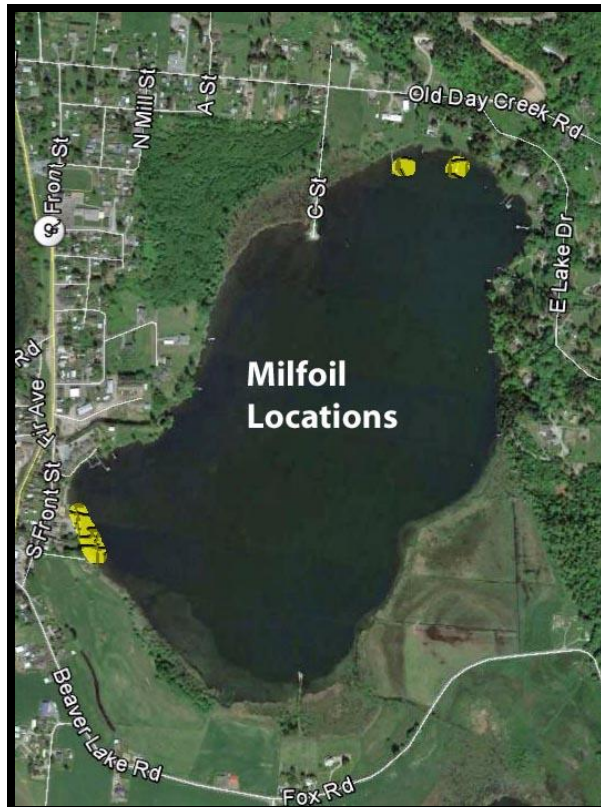 Old Day Creek Rd
A St
N Mill St
Front St
C St
E Lake Dr
Milfoil
Locations
Rd
Fir Ave
S Front St
Beaver Lake Rd
Fox Rd